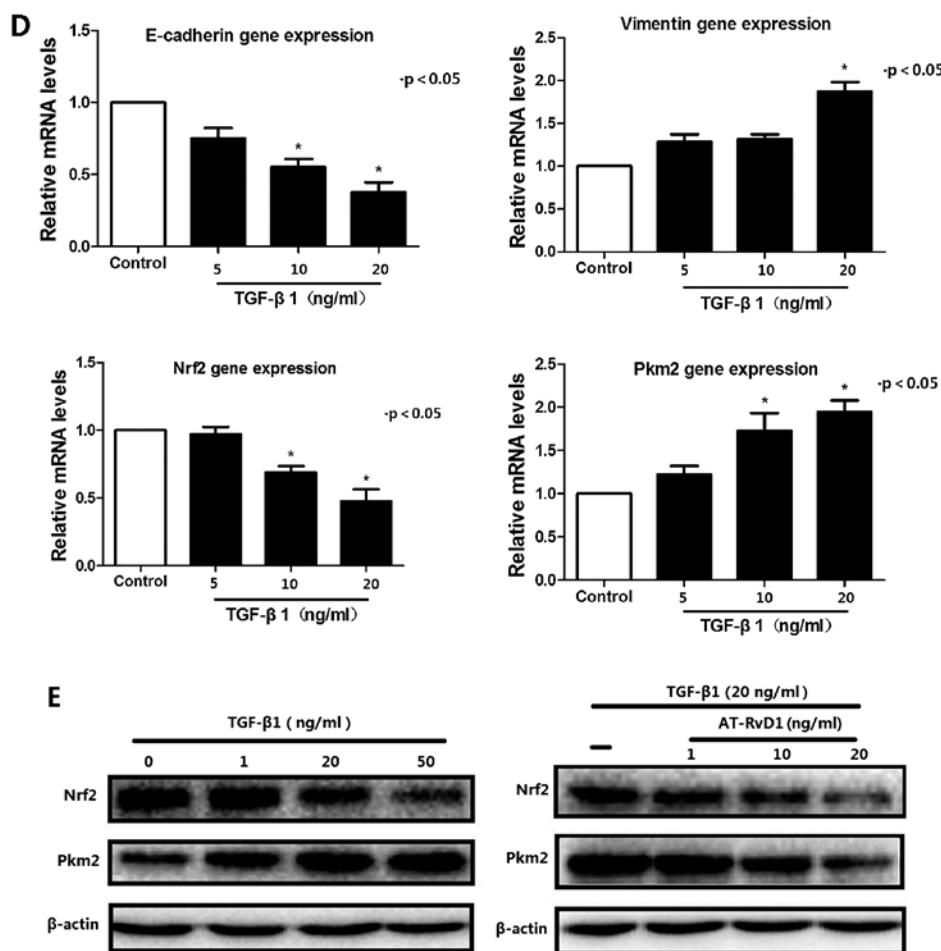 D
E-cadherin gene expression
Relative mRNA levels
1.5
1.0
0.5
0.0
*
*
·p < 0.05
Control
5
10
20
TGF-β 1（ng/ml）
Vimentin gene expression
Relative mRNA levels
2.5
2.0
1.5
1.0
0.5
0.0
*
·p < 0.05
Control
5
10
20
TGF-β 1（ng/ml）
Nrf2 gene expression
Relative mRNA levels
1.5
1.0
0.5
0.0
*
*
·p < 0.05
Control
5
10
20
TGF-β 1（ng/ml）
Pkm2 gene expression
Relative mRNA levels
2.5
2.0
1.5
1.0
0.5
0.0
*
*
·p < 0.05
Control
5
10
20
TGF-β 1（ng/ml）
E
TGF-β1 ( ng/ml )
0 1 20 50
Nrf2
Pkm2
β-actin
TGF-β1 (20 ng/ml )
AT-RvD1 (ng/ml)
– 1 10 20
Nrf2
Pkm2
β-actin